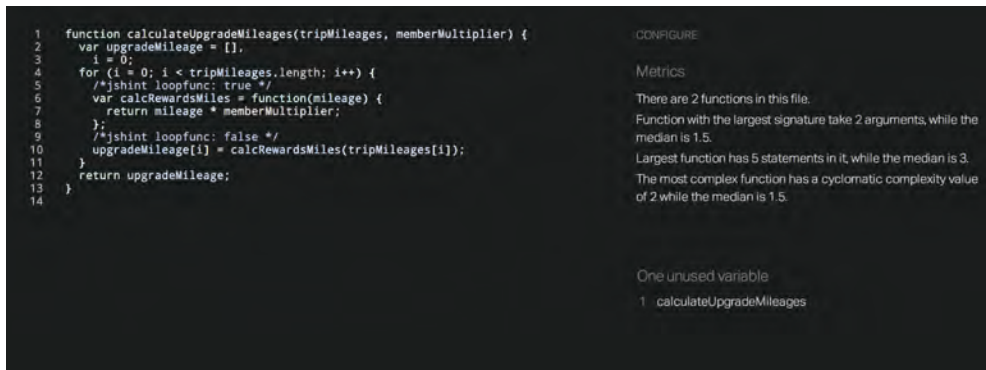 1 function calculateUpgradeMileages(tripMileages, memberMultiplier) {
2 var upgradeMileage = [],
3 i = 0;
4 for (i = 0; i < tripMileages.length; i++) {
5 /*jshint loopfunc: true */
6 var calcRewardsMiles = function(mileage) {
7 return mileage * memberMultiplier;
8 };
9 /*jshint loopfunc: false */
10 upgradeMileage[i] = calcRewardsMiles(tripMileages[i]);
11 }
12 return upgradeMileage;
13 }
14
CONFIGURE
Metrics
There are 2 functions in this file.
Function with the largest signature take 2 arguments, while the
median is 1.5.
Largest function has 5 statements in it, while the median is 3.
The most complex function has a cyclomatic complexity value
of 2 while the median is 1.5.
One unused variable
1 calculateUpgradeMileages